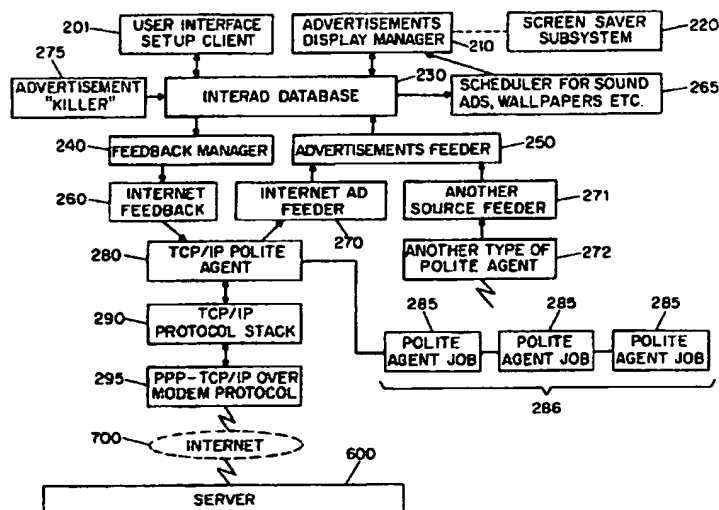 201
USER INTERFACE
SETUP CLIENT
ADVERTISEMENTS
DISPLAY MANAGER
210
SCREEN SAVER
SUBSYSTEM
220
275
ADVERTISEMENT
"KILLER"
230
INTERAD DATABASE
SCHEDULER FOR SOUND
ADS, WALLPAPERS ETC.
265
240
FEEDBACK MANAGER
ADVERTISEMENTS FEEDER
250
260
INTERNET
FEEDBACK
INTERNET AD
FEEDER
270
ANOTHER
SOURCE FEEDER
271
280
TCP/IP POLITE
AGENT
ANOTHER TYPE OF
POLITE AGENT
272
290
TCP/IP
PROTOCOL STACK
285
285
285
POLITE
AGENT JOB
POLITE
AGENT JOB
POLITE
AGENT JOB
286
295
PPP-TCP/IP OVER
MODEM PROTOCOL
700
INTERNET
600
SERVER